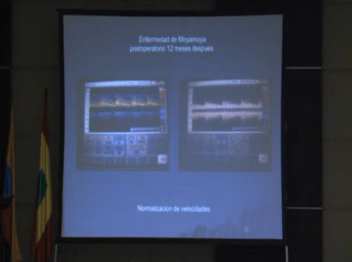 Enfermedad de Moyamoya
postoperatorio 12 meses despues
Normalizacion de velocidades